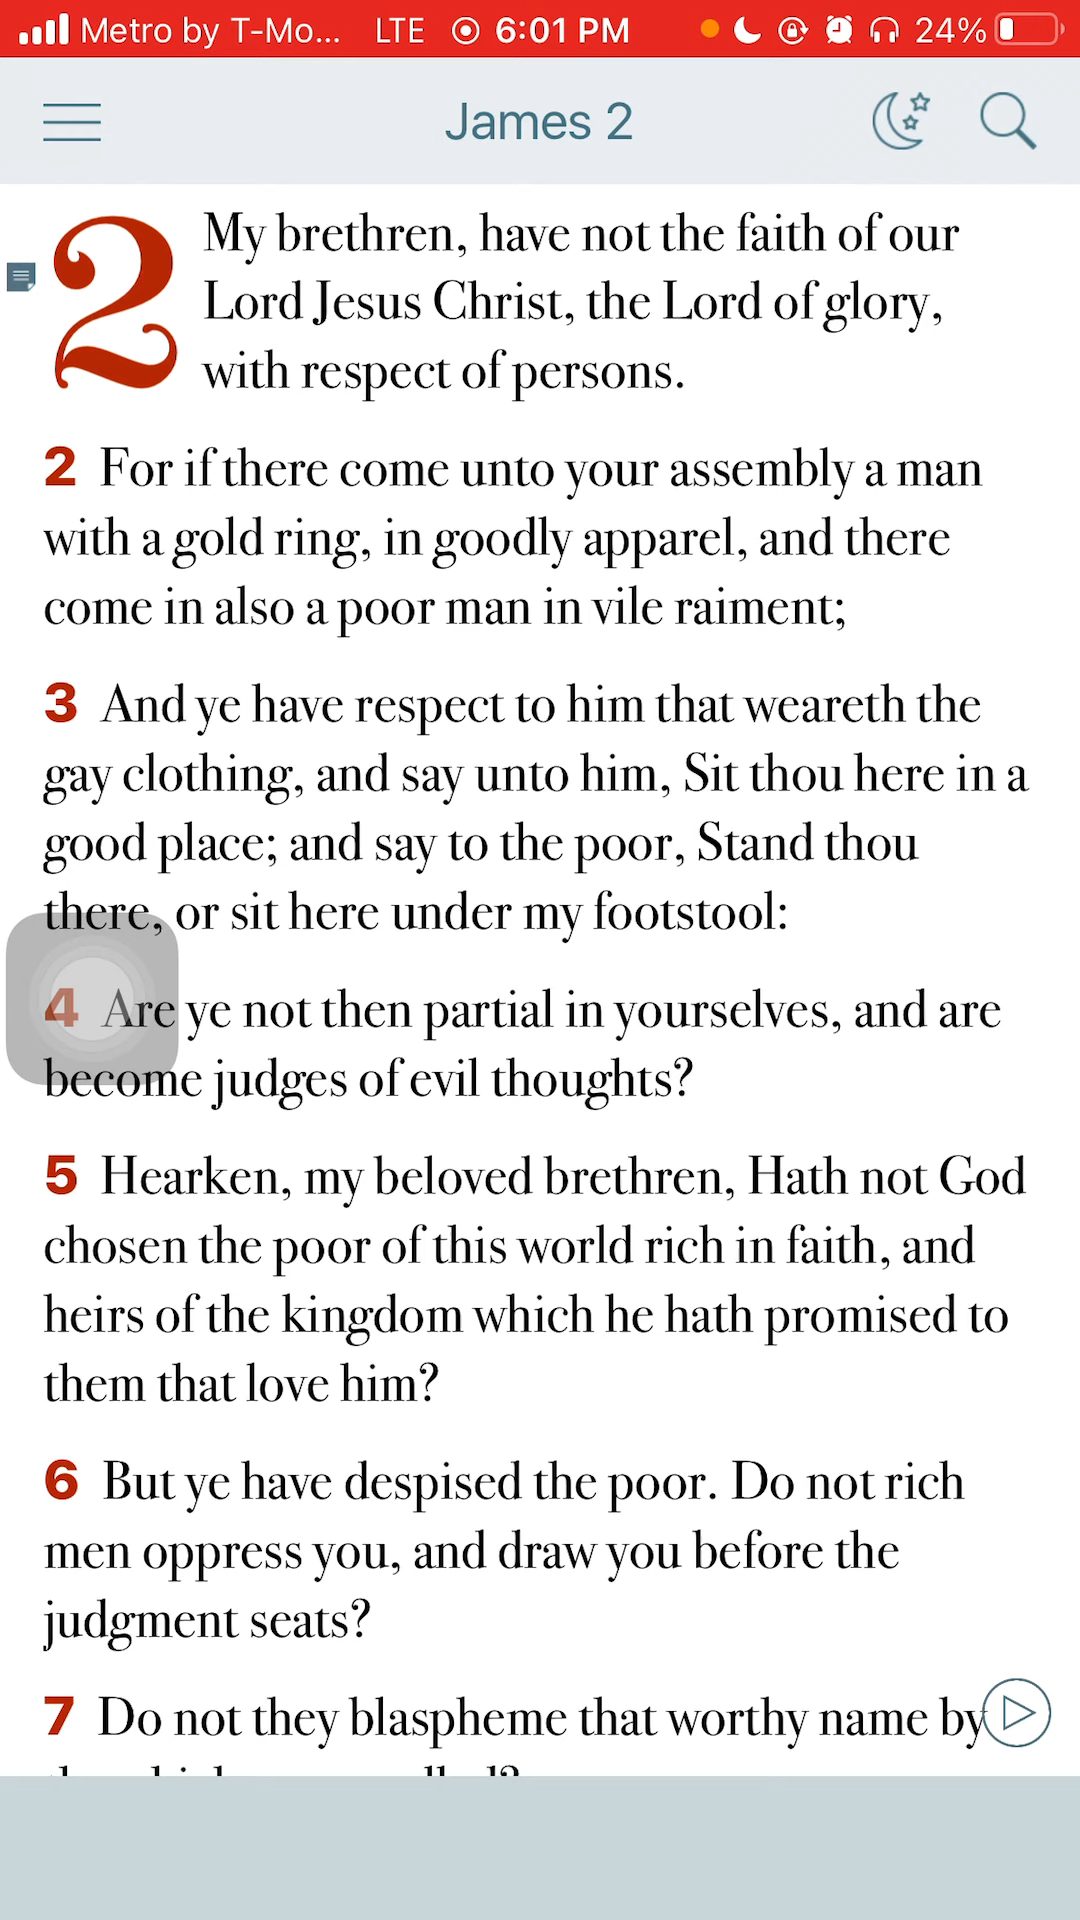 Metro by T-Mo... LTE 6:01 PM 24%
James 2
2 My brethren, have not the faith of our
Lord Jesus Christ, the Lord of glory,
with respect of persons.
2 For if there come unto your assembly a man
with a gold ring, in goodly apparel, and there
come in also a poor man in vile raiment;
3 And ye have respect to him that weareth the
gay clothing, and say unto him, Sit thou here in a
good place; and say to the poor, Stand thou
there, or sit here under my footstool:
4 Are ye not then partial in yourselves, and are
become judges of evil thoughts?
5 Hearken, my beloved brethren, Hath not God
chosen the poor of this world rich in faith, and
heirs of the kingdom which he hath promised to
them that love him?
6 But ye have despised the poor. Do not rich
men oppress you, and draw you before the
judgment seats?
7 Do not they blaspheme that worthy name by